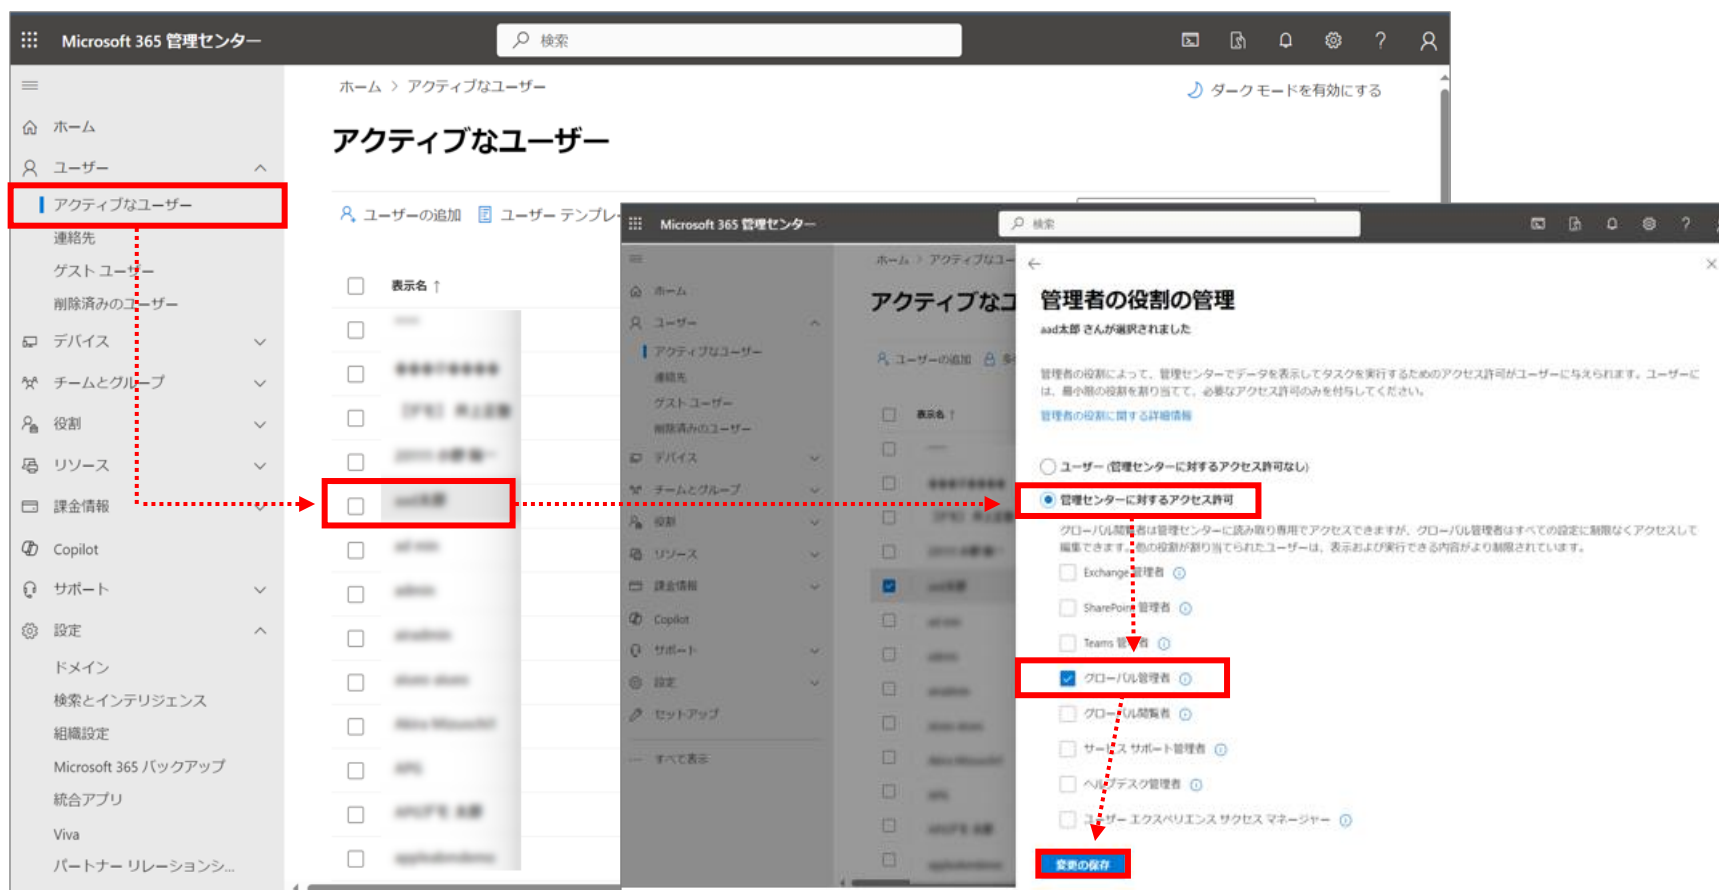 Microsoft 365 管理センター
検索
ホーム > アクティブなユーザー
ダーク モードを有効にする
ホーム
ユーザー
アクティブなユーザー
連絡先
ゲスト ユーザー
削除済みのユーザー
デバイス
チームとグループ
役割
リソース
課金情報
Copilot
サポート
設定
ドメイン
検索とインテリジェンス
組織設定
Microsoft 365 バックアップ
統合アプリ
Viva
パートナー リレーションシ...
アクティブなユーザー
ユーザーの追加
ユーザー テンプレ
表示名 ↑
Microsoft 365 管理センター
検索
ホーム
ユーザー
アクティブなユーザー
連絡先
ゲスト ユーザー
削除済みのユーザー
デバイス
チームとグループ
役割
リソース
課金情報
Copilot
サポート
設定
セットアップ
すべて表示
ホーム > アクティブなユー
アクティブなユ
ユーザーの追加
表示名 ↑
管理者の役割の管理
aad太郎 さんが選択されました
管理者の役割によって、管理センターでデータを表示してタスクを実行するためのアクセス許可がユーザーに与えられます。ユーザーに
は、最小限の役割を割り当てて、必要なアクセス許可のみを付与してください。
管理者の役割に関する詳細情報
ユーザー (管理センターに対するアクセス許可なし)
管理センターに対するアクセス許可
グローバル閲覧者は管理センターに読み取り専用でアクセスできますが、グローバル管理者はすべての設定に制限なくアクセスして
編集できます。他の役割が割り当てられたユーザーは、表示および実行できる内容がより制限されています。
Exchange 管理者
SharePoint 管理者
Teams 管理者
グローバル管理者
グローバル閲覧者
サービス サポート管理者
ヘルプデスク管理者
ユーザー エクスペリエンス サクセス マネージャー
変更の保存